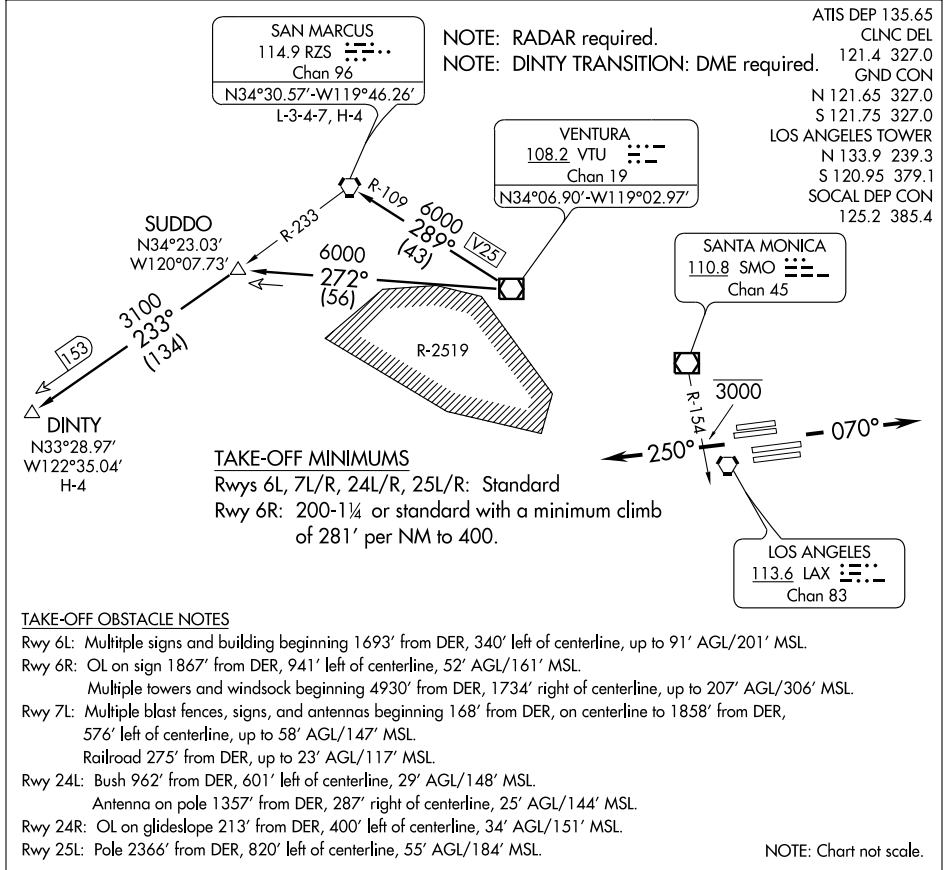 SAN MARCUS
114.9 RZS
Chan 96
N34°30.57′-W119°46.26′
L-3-4-7, H-4
NOTE: RADAR required.
NOTE: DINTY TRANSITION: DME required.
ATIS DEP 135.65
CLNC DEL
121.4 327.0
GND CON
N 121.65 327.0
S 121.75 327.0
LOS ANGELES TOWER
N 133.9 239.3
S 120.95 379.1
SOCAL DEP CON
125.2 385.4
VENTURA
108.2 VTU
Chan 19
N34°06.90′-W119°02.97′
R-109
6000
289°
(43)
V25
R-233
SUDDO
N34°23.03′
W120°07.73′
6000
272°
(56)
R-2519
3100
233°
(134)
153
DINTY
N33°28.97′
W122°35.04′
H-4
SANTA MONICA
110.8 SMO
Chan 45
R-154
3000
250°
070°
LOS ANGELES
113.6 LAX
Chan 83
TAKE-OFF MINIMUMS
Rwys 6L, 7L/R, 24L/R, 25L/R: Standard
Rwy 6R: 200-1¼ or standard with a minimum climb
of 281′ per NM to 400.
TAKE-OFF OBSTACLE NOTES
Rwy 6L: Multitple signs and building beginning 1693′ from DER, 340′ left of centerline, up to 91′ AGL/201′ MSL.
Rwy 6R: OL on sign 1867′ from DER, 941′ left of centerline, 52′ AGL/161′ MSL.
Multiple towers and windsock beginning 4930′ from DER, 1734′ right of centerline, up to 207′ AGL/306′ MSL.
Rwy 7L: Multiple blast fences, signs, and antennas beginning 168′ from DER, on centerline to 1858′ from DER,
576′ left of centerline, up to 58′ AGL/147′ MSL.
Railroad 275′ from DER, up to 23′ AGL/117′ MSL.
Rwy 24L: Bush 962′ from DER, 601′ left of centerline, 29′ AGL/148′ MSL.
Antenna on pole 1357′ from DER, 287′ right of centerline, 25′ AGL/144′ MSL.
Rwy 24R: OL on glideslope 213′ from DER, 400′ left of centerline, 34′ AGL/151′ MSL.
Rwy 25L: Pole 2366′ from DER, 820′ left of centerline, 55′ AGL/184′ MSL.
NOTE: Chart not scale.